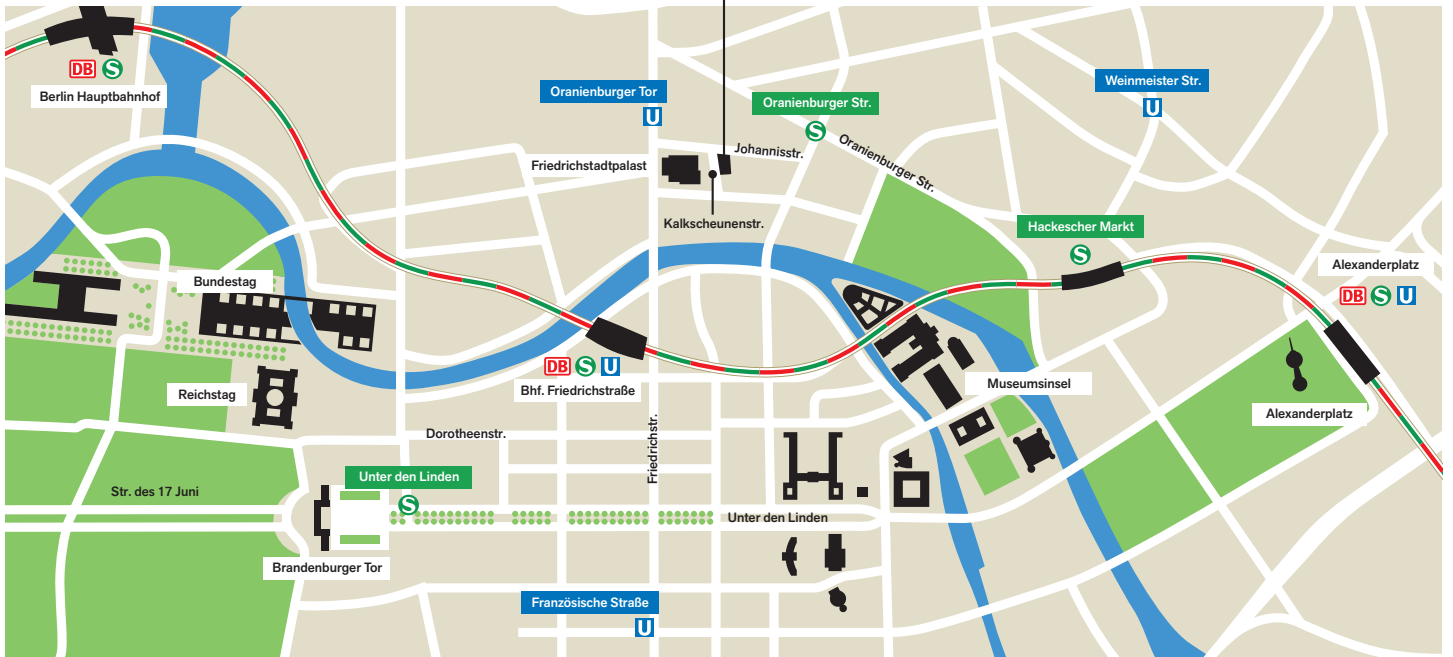 DB S
Berlin Hauptbahnhof
Oranienburger Tor
U
Oranienburger Str.
S
Weinmeister Str.
U
Johannisstr.
Oranienburger Str.
Friedrichstadtpalast
Kalkscheunenstr.
Hackescher Markt
S
Alexanderplatz
DB S U
Bundestag
DB S U
Bhf. Friedrichstraße
Reichstag
Museumsinsel
Alexanderplatz
Dorotheenstr.
Friedrichstr.
Unter den Linden
S
Str. des 17 Juni
Unter den Linden
Brandenburger Tor
Französische Straße
U